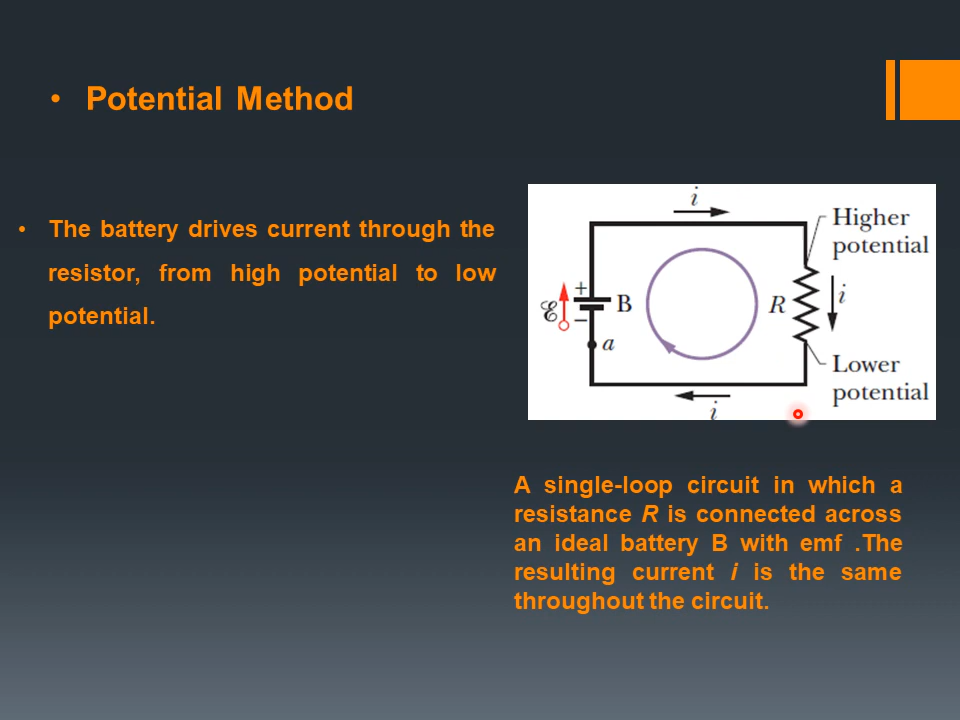 • Potential Method
• The battery drives current through the
resistor, from high potential to low
potential.
i
Higher
potential
+
ℰ
B
R
i
−
a
Lower
potential
i
A single-loop circuit in which a
resistance R is connected across
an ideal battery B with emf .The
resulting current i is the same
throughout the circuit.